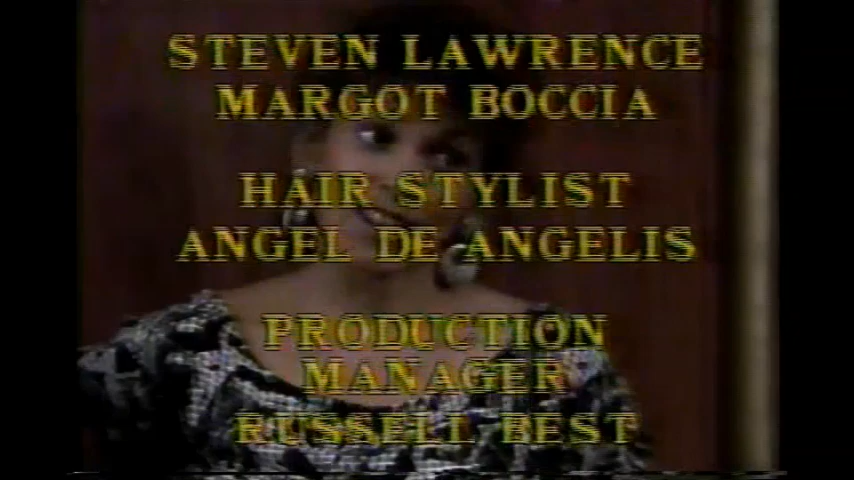 STEVEN LAWRENCE
MARGOT BOCCIA
HAIR STYLIST
ANGEL DE ANGELIS
PRODUCTION
MANAGER
RUSSELL BEST